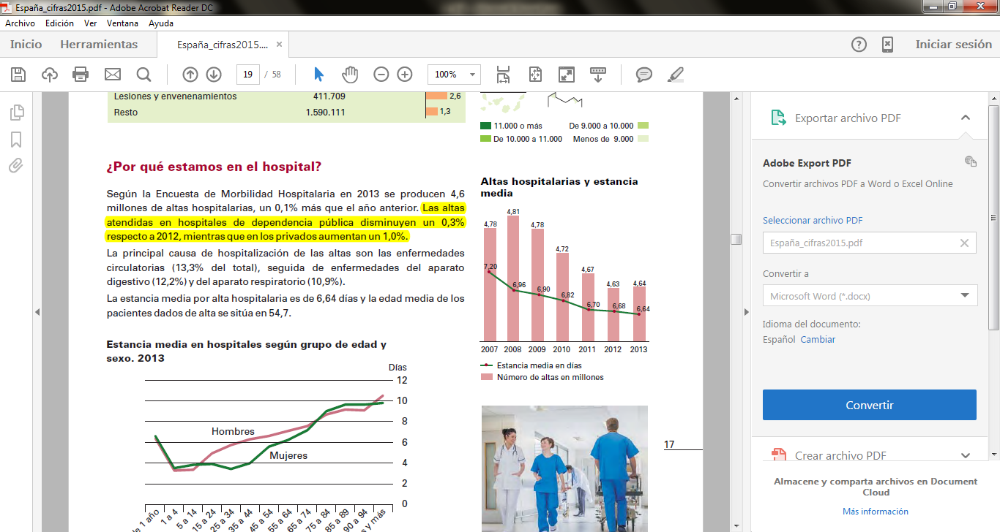 España_cifras2015.pdf - Adobe Acrobat Reader DC
Archivo Edición Ver Ventana Ayuda
Inicio Herramientas España_cifras2015.... × Iniciar sesión
19 / 58 100%
Lesiones y envenenamientos 411.709 2,6
Resto 1.590.111 1,3
11.000 o más De 9.000 a 10.000
De 10.000 a 11.000 Menos de 9.000
¿Por qué estamos en el hospital?
Según la Encuesta de Morbilidad Hospitalaria en 2013 se producen 4,6
millones de altas hospitalarias, un 0,1% más que el año anterior. Las altas
atendidas en hospitales de dependencia pública disminuyen un 0,3%
respecto a 2012, mientras que en los privados aumentan un 1,0%.
La principal causa de hospitalización de las altas son las enfermedades
circulatorias (13,3% del total), seguida de enfermedades del aparato
digestivo (12,2%) y del aparato respiratorio (10,9%).
La estancia media por alta hospitalaria es de 6,64 días y la edad media de los
pacientes dados de alta se sitúa en 54,7.
Estancia media en hospitales según grupo de edad y
sexo. 2013
Días
12
10
8
6
4
2
0
Hombres
Mujeres
de 1 año
1 a 4
5 a 14
15 a 24
25 a 34
35 a 44
45 a 54
55 a 64
65 a 74
75 a 84
85 a 89
90 a 94
y más
Altas hospitalarias y estancia
media
4,78 4,81 4,78 4,72 4,67 4,63 4,64
7,20 6,96 6,90 6,82 6,70 6,68 6,64
2007 2008 2009 2010 2011 2012 2013
Estancia media en días
Número de altas en millones
17
Exportar archivo PDF
Adobe Export PDF
Convertir archivos PDF a Word o Excel Online
Seleccionar archivo PDF
España_cifras2015.pdf
Convertir a
Microsoft Word (*.docx)
Idioma del documento:
Español Cambiar
Convertir
Crear archivo PDF
Almacene y comparta archivos en Document
Cloud
Más información